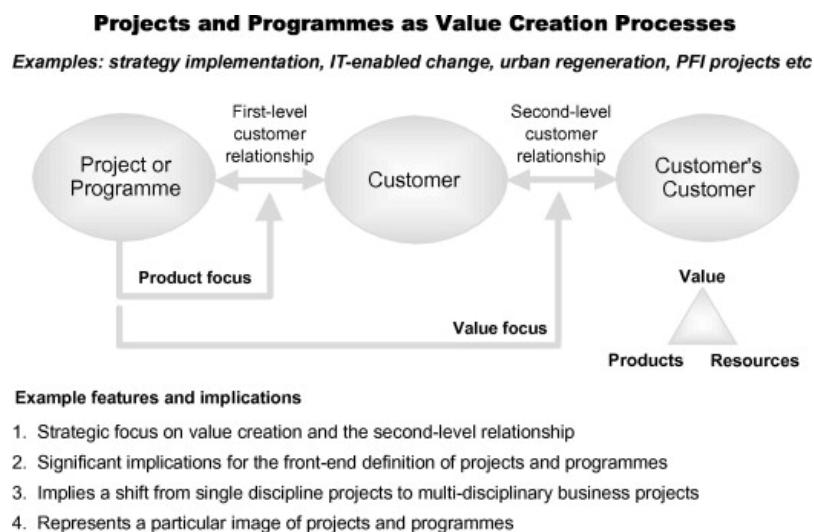 Projects and Programmes as Value Creation Processes
Examples: strategy implementation, IT-enabled change, urban regeneration, PFI projects etc
First-level
customer
relationship
Second-level
customer
relationship
Project or
Programme
Customer
Customer's
Customer
Product focus
Value focus
Value
Products Resources
Example features and implications
1. Strategic focus on value creation and the second-level relationship
2. Significant implications for the front-end definition of projects and programmes
3. Implies a shift from single discipline projects to multi-disciplinary business projects
4. Represents a particular image of projects and programmes